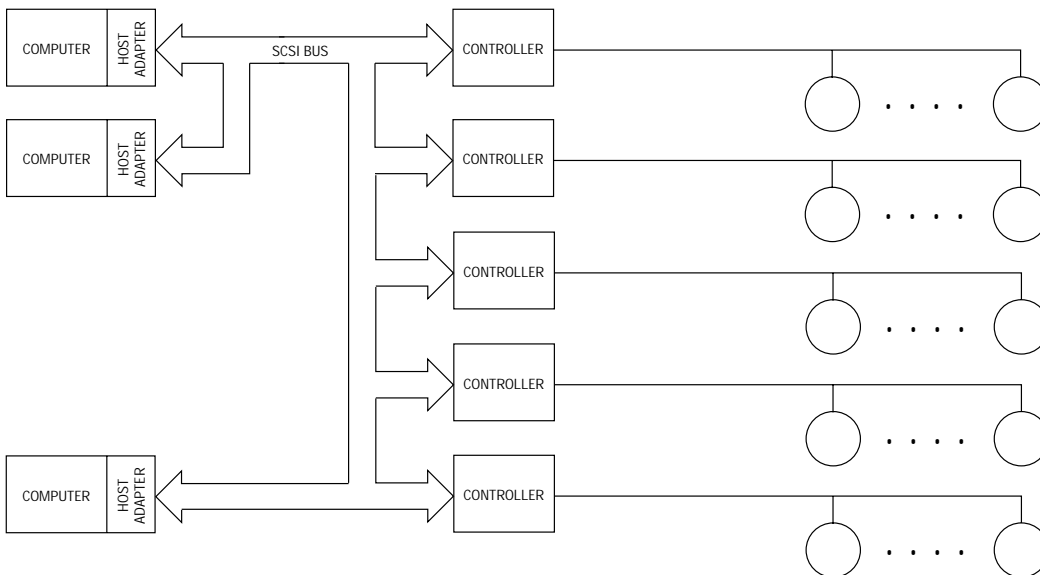 COMPUTER
HOST
ADAPTER
SCSI BUS
CONTROLLER
COMPUTER
HOST
ADAPTER
CONTROLLER
CONTROLLER
CONTROLLER
COMPUTER
HOST
ADAPTER
CONTROLLER